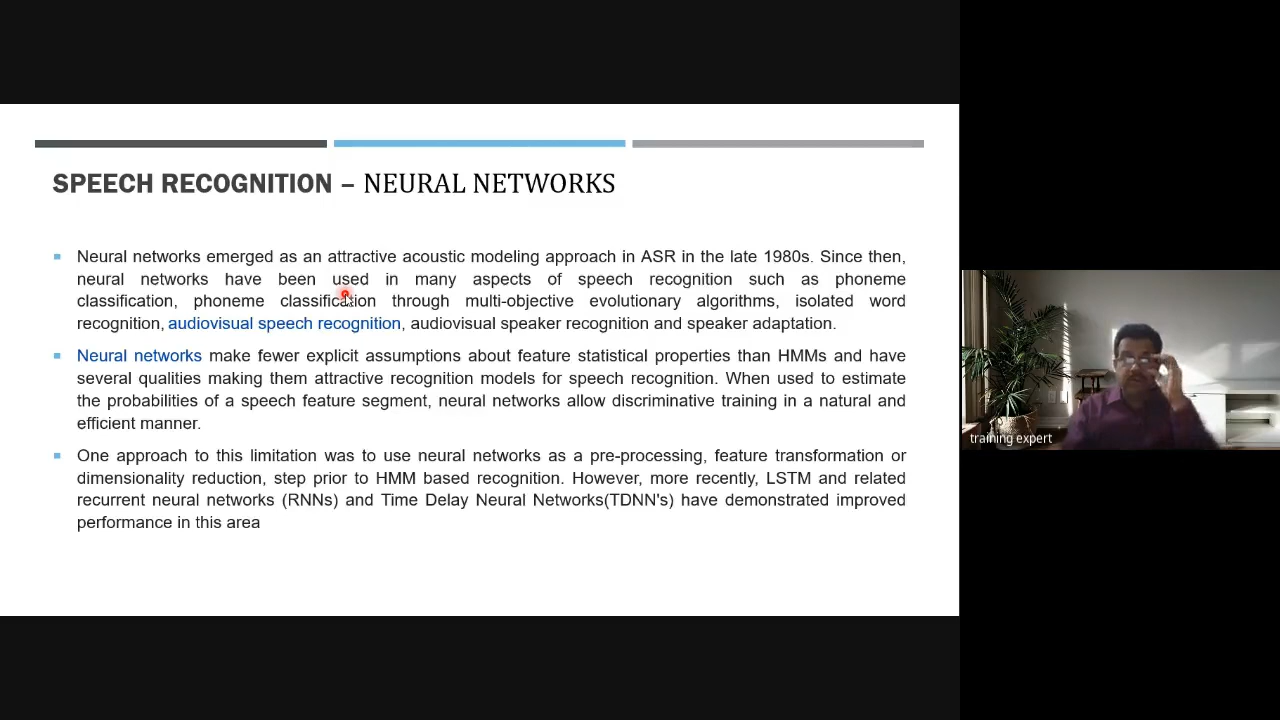 SPEECH RECOGNITION – NEURAL NETWORKS
Neural networks emerged as an attractive acoustic modeling approach in ASR in the late 1980s. Since then,
neural networks have been used in many aspects of speech recognition such as phoneme
classification, phoneme classification through multi-objective evolutionary algorithms, isolated word
recognition, audiovisual speech recognition, audiovisual speaker recognition and speaker adaptation.
Neural networks make fewer explicit assumptions about feature statistical properties than HMMs and have
several qualities making them attractive recognition models for speech recognition. When used to estimate
the probabilities of a speech feature segment, neural networks allow discriminative training in a natural and
efficient manner.
One approach to this limitation was to use neural networks as a pre-processing, feature transformation or
dimensionality reduction, step prior to HMM based recognition. However, more recently, LSTM and related
recurrent neural networks (RNNs) and Time Delay Neural Networks(TDNN's) have demonstrated improved
performance in this area
training expert